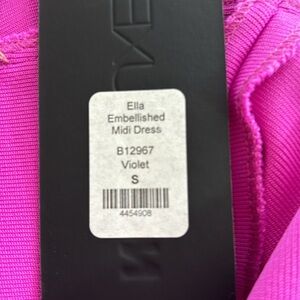 Ella
Embellished
Midi Dress
B12967
Violet
S
4454908